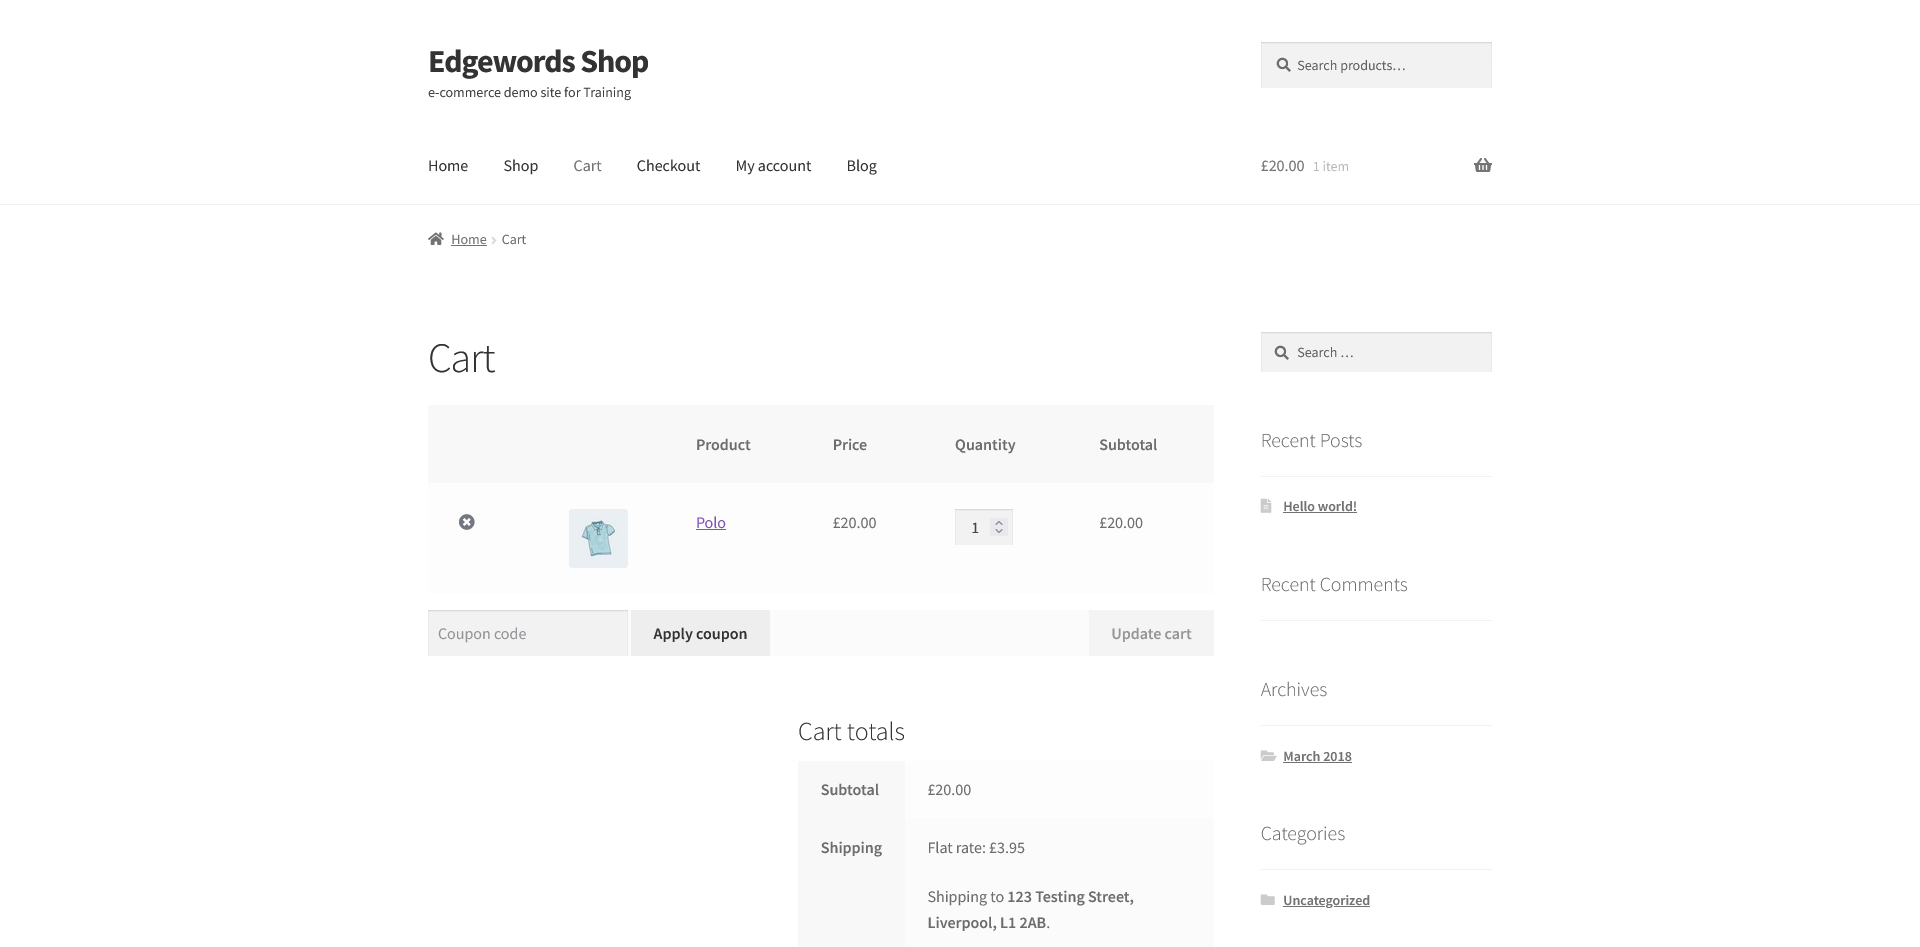 Edgewords Shop
e-commerce demo site for Training
Search products…
Home Shop Cart Checkout My account Blog
£20.00 1 item
Home Cart
Cart
Product Price Quantity Subtotal
Polo £20.00 1 £20.00
Coupon code Apply coupon Update cart
Cart totals
Subtotal £20.00
Shipping Flat rate: £3.95
Shipping to 123 Testing Street,
Liverpool, L1 2AB.
Search …
Recent Posts
Hello world!
Recent Comments
Archives
March 2018
Categories
Uncategorized